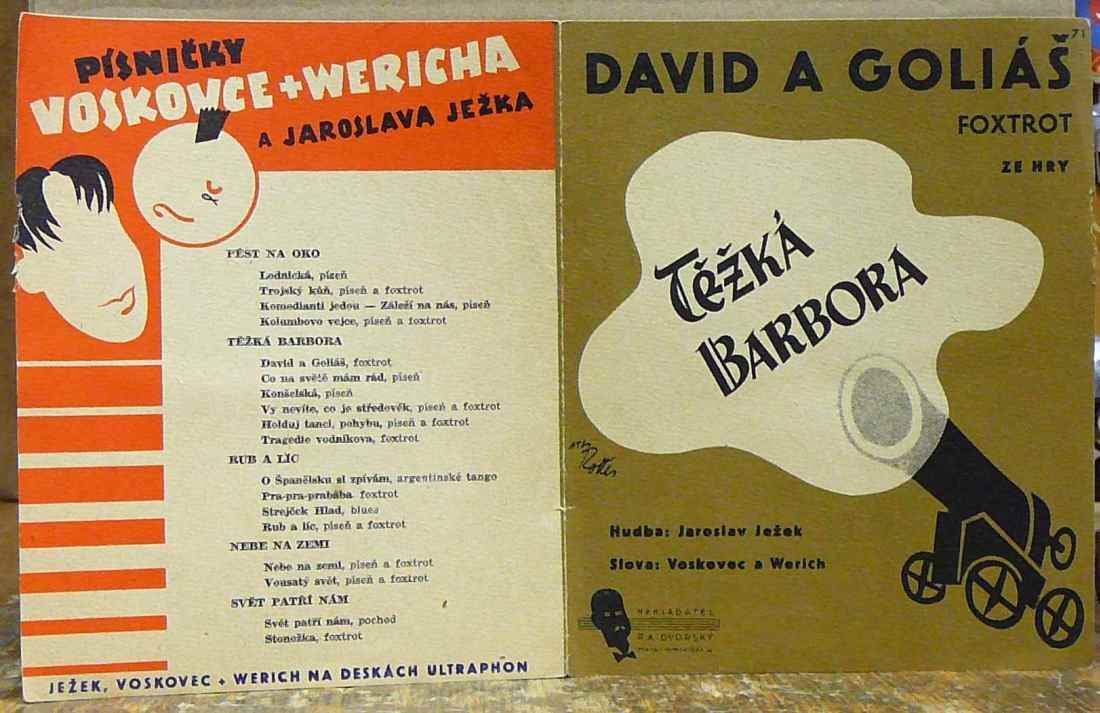 PÍSNIČKY
VOSKOVCE+WERICHA
A JAROSLAVA JEŽKA
PĚST NA OKO
Lodnická, píseň
Trojský kůň, píseň a foxtrot
Komedianti jedou — Záleží na nás, píseň
Kolumbovo vejce, píseň a foxtrot
TĚŽKÁ BARBORA
David a Goliáš, foxtrot
Co na světě mám rád, píseň
Konšelská, píseň
Vy nevíte, co je středověk, píseň a foxtrot
Holduj tanci, pohybu, píseň a foxtrot
Tragedie vodníkova, foxtrot
RUB A LÍC
O Španělsku si zpívám, argentinské tango
Pra-pra-prabába foxtrot
Strejček Hlad, blues
Rub a líc, píseň a foxtrot
NEBE NA ZEMI
Nebe na zemi, píseň a foxtrot
Vousatý svět, píseň a foxtrot
SVĚT PATŘÍ NÁM
Svět patří nám, pochod
Stonožka, foxtrot
JEŽEK, VOSKOVEC + WERICH NA DESKÁCH ULTRAPHON
71
DAVID A GOLIÁŠ
FOXTROT
ZE HRY
TĚŽKÁ
BARBORA
Rotter
Hudba: Jaroslav Ježek
Slova: Voskovec a Werich
NAKLADATEL
R.A.DVORSKÝ